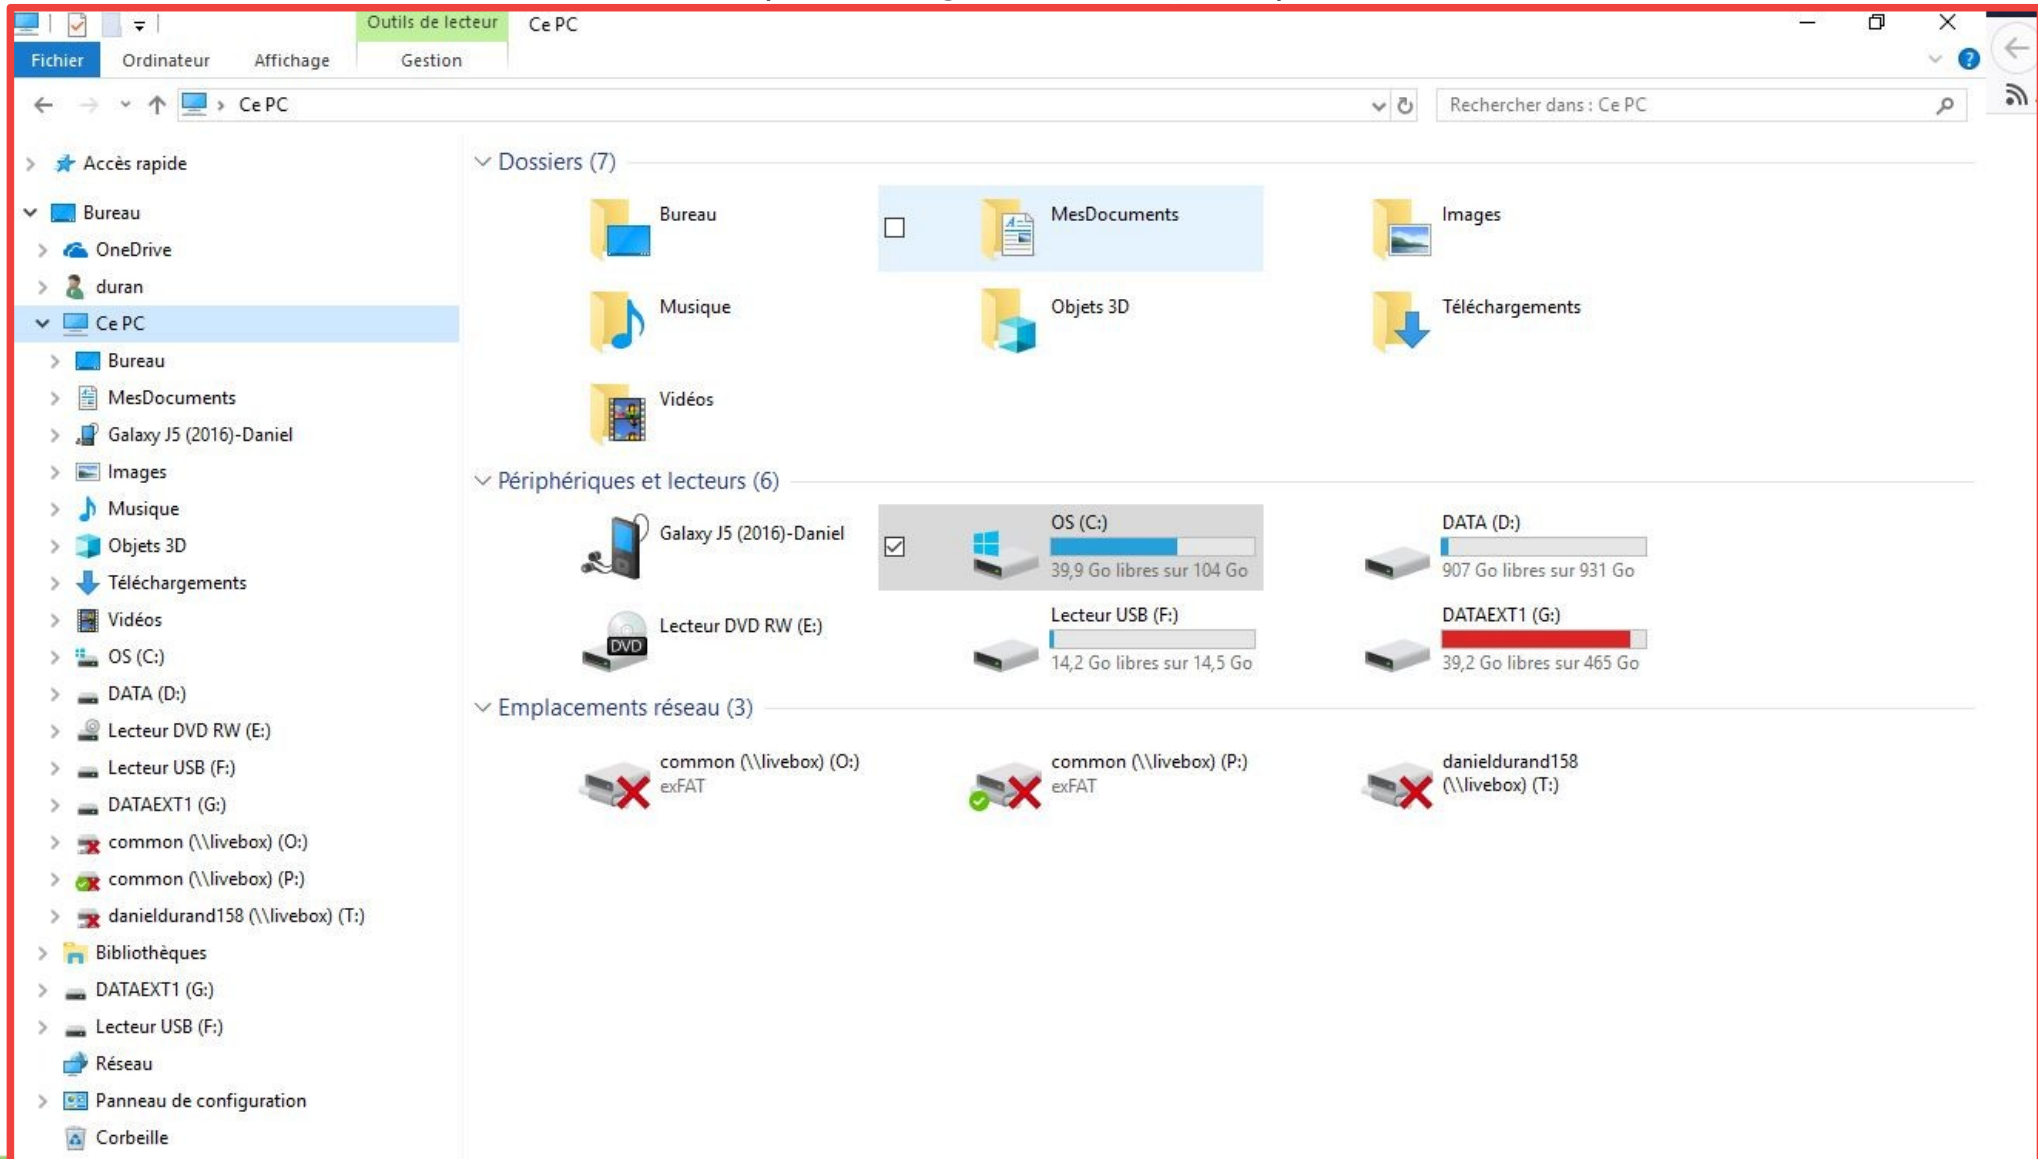 Outils de lecteur
Ce PC
Fichier
Ordinateur
Affichage
Gestion
Ce PC
Rechercher dans : Ce PC
Accès rapide
Bureau
OneDrive
duran
Ce PC
Bureau
MesDocuments
Galaxy J5 (2016)-Daniel
Images
Musique
Objets 3D
Téléchargements
Vidéos
OS (C:)
DATA (D:)
Lecteur DVD RW (E:)
Lecteur USB (F:)
DATAEXT1 (G:)
common (\\livebox) (O:)
common (\\livebox) (P:)
danieldurand158 (\\livebox) (T:)
Bibliothèques
DATAEXT1 (G:)
Lecteur USB (F:)
Réseau
Panneau de configuration
Corbeille
Dossiers (7)
Bureau
MesDocuments
Images
Musique
Objets 3D
Téléchargements
Vidéos
Périphériques et lecteurs (6)
Galaxy J5 (2016)-Daniel
OS (C:)
39,9 Go libres sur 104 Go
DATA (D:)
907 Go libres sur 931 Go
Lecteur DVD RW (E:)
DVD
Lecteur USB (F:)
14,2 Go libres sur 14,5 Go
DATAEXT1 (G:)
39,2 Go libres sur 465 Go
Emplacements réseau (3)
common (\\livebox) (O:)
exFAT
common (\\livebox) (P:)
exFAT
danieldurand158
(\\livebox) (T:)